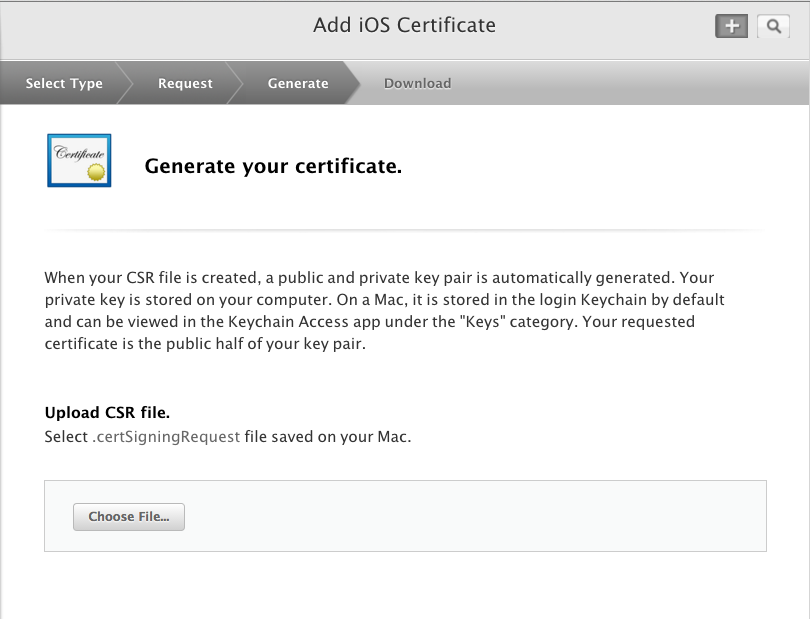 Add iOS Certificate
Select Type
Request
Generate
Download
Certificate
Generate your certificate.
When your CSR file is created, a public and private key pair is automatically generated. Your
private key is stored on your computer. On a Mac, it is stored in the login Keychain by default
and can be viewed in the Keychain Access app under the "Keys" category. Your requested
certificate is the public half of your key pair.
Upload CSR file.
Select .certSigningRequest file saved on your Mac.
Choose File...